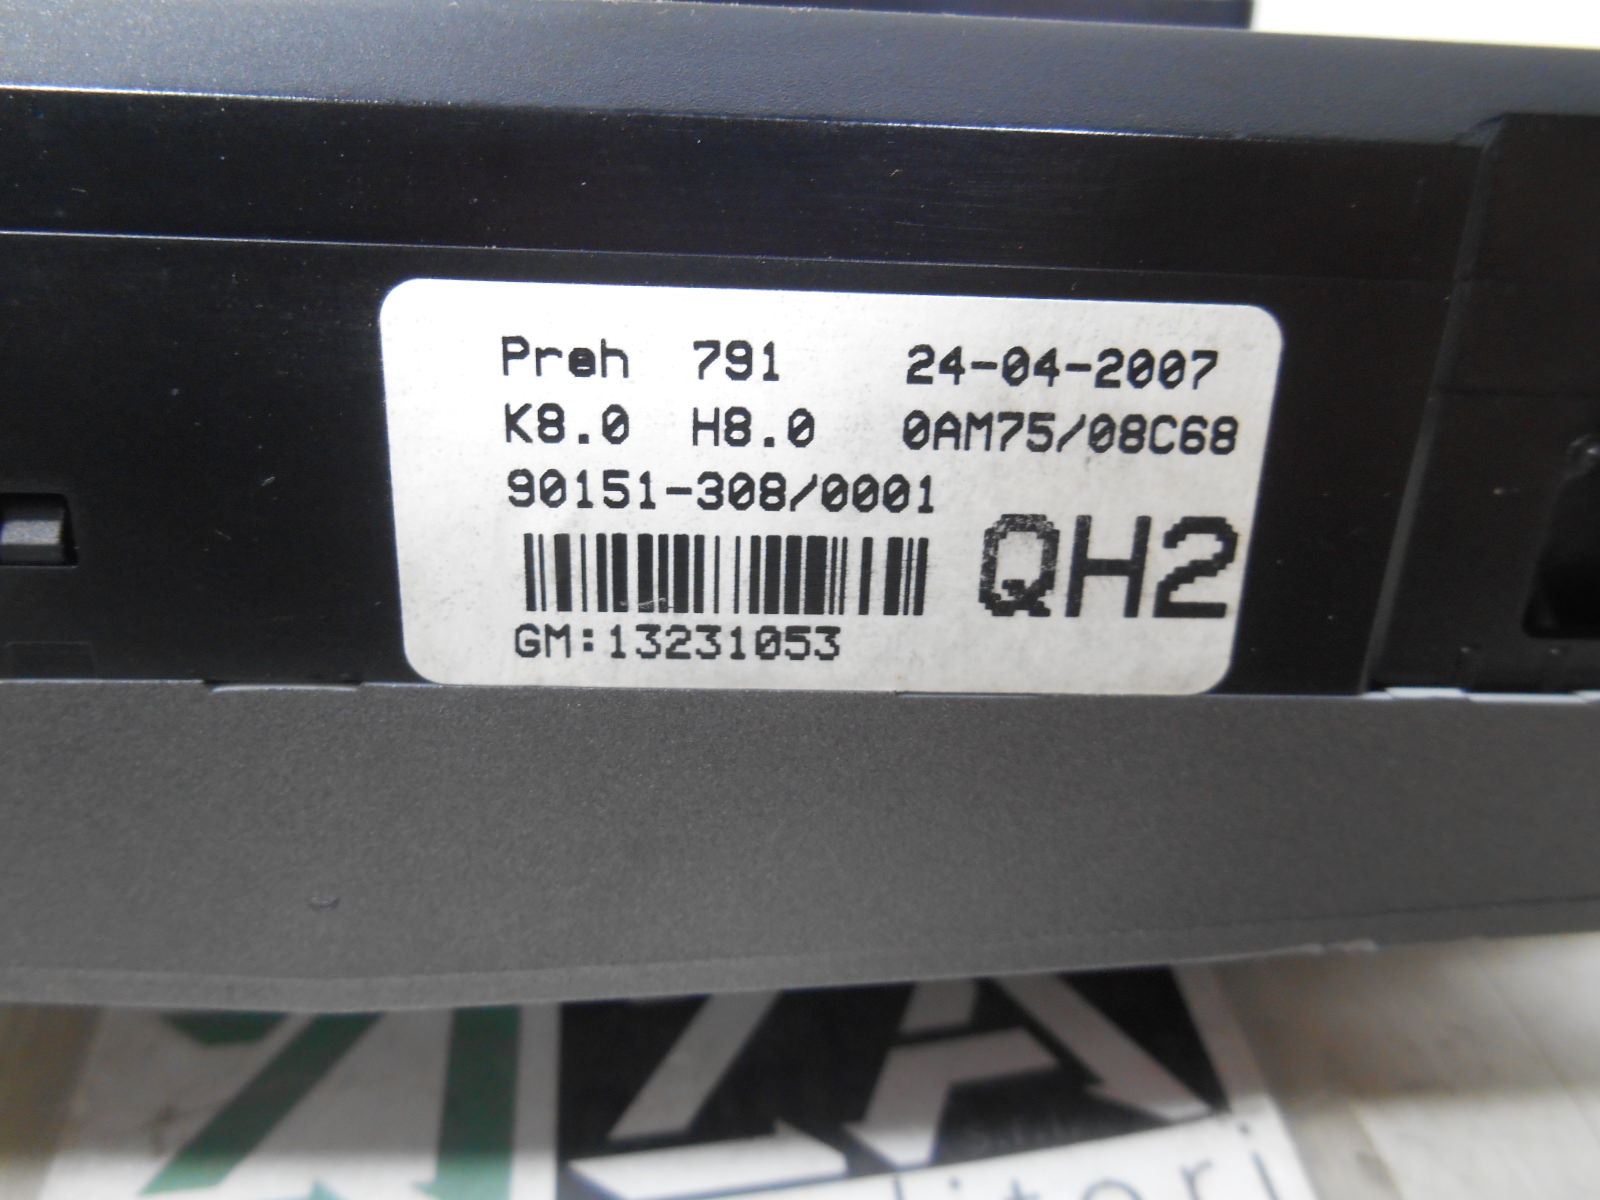 Preh 791 24-04-2007
K8.0 H8.0 0AM75/08C68
90151-308/0001
QH2
GM:13231053